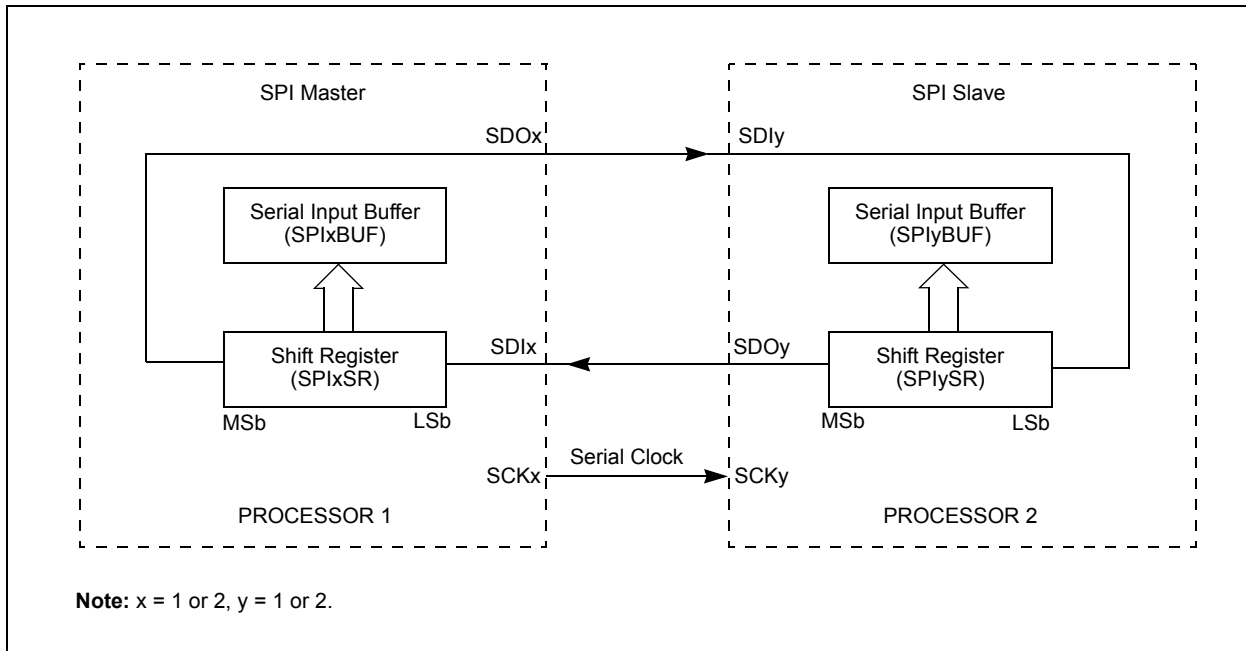 SPI Master
SPI Slave
SDOx
SDIy
Serial Input Buffer
(SPIxBUF)
Serial Input Buffer
(SPIyBUF)
Shift Register
(SPIxSR)
SDIx
SDOy
Shift Register
(SPIySR)
MSb
LSb
MSb
LSb
Serial Clock
SCKx
SCKy
PROCESSOR 1
PROCESSOR 2
Note: x = 1 or 2, y = 1 or 2.